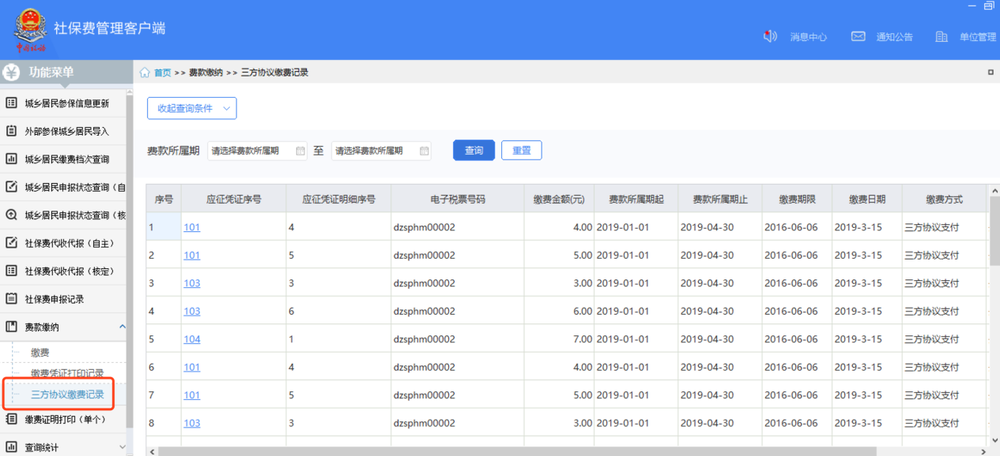 社保费管理客户端
消息中心 通知公告 单位管理
功能菜单
首页 >> 费款缴纳 >> 三方协议缴费记录
城乡居民参保信息更新
外部参保城乡居民导入
城乡居民缴费档次查询
城乡居民申报状态查询（自
城乡居民申报状态查询（核
社保费代收代报（自主）
社保费代收代报（核定）
社保费申报记录
费款缴纳
缴费
缴费凭证打印记录
三方协议缴费记录
缴费证明打印（单个）
查询统计
收起查询条件
费款所属期 请选择费款所属期 至 请选择费款所属期 查询 重置
序号 应征凭证序号 应征凭证明细序号 电子税票号码 缴费金额(元) 费款所属期起 费款所属期止 缴费期限 缴费日期 缴费方式
1 101 4 dzsphm00002 4.00 2019-01-01 2019-04-30 2016-06-06 2019-3-15 三方协议支付
2 101 5 dzsphm00002 5.00 2019-01-01 2019-04-30 2016-06-06 2019-3-15 三方协议支付
3 103 3 dzsphm00002 3.00 2019-01-01 2019-04-30 2016-06-06 2019-3-15 三方协议支付
4 103 6 dzsphm00002 6.00 2019-01-01 2019-04-30 2016-06-06 2019-3-15 三方协议支付
5 104 1 dzsphm00002 7.00 2019-01-01 2019-04-30 2016-06-06 2019-3-15 三方协议支付
6 101 4 dzsphm00002 4.00 2019-01-01 2019-04-30 2016-06-06 2019-3-15 三方协议支付
7 101 5 dzsphm00002 5.00 2019-01-01 2019-04-30 2016-06-06 2019-3-15 三方协议支付
8 103 3 dzsphm00002 3.00 2019-01-01 2019-04-30 2016-06-06 2019-3-15 三方协议支付